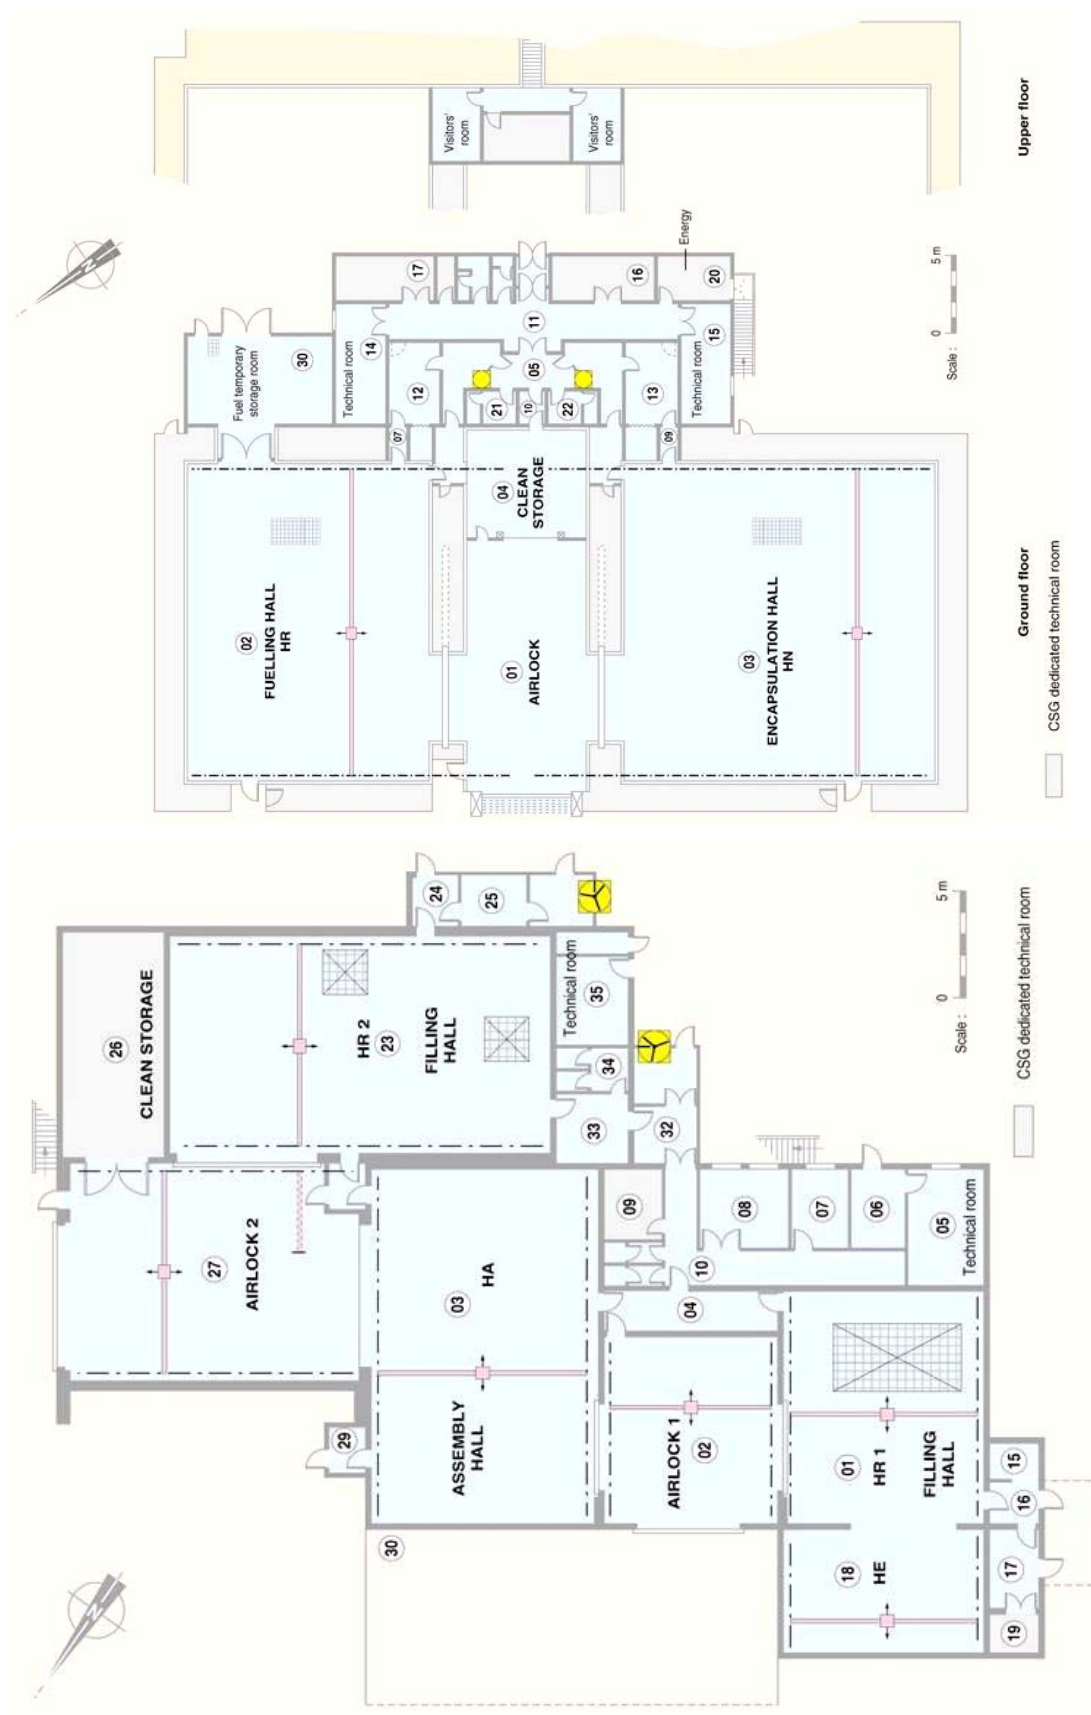 Visitors'
room
Visitors'
room
Upper floor
N
Energy
17
16
20
Scale :
0
5 m
11
30
Fuel temporary
storage room
14
Technical room
05
15
Technical room
12
13
21
10
22
07
09
04
CLEAN
STORAGE
02
FUELLING HALL
HR
01
AIRLOCK
03
ENCAPSULATION HALL
HN
Ground floor
CSG dedicated technical room
24
25
26
CLEAN STORAGE
HR 2
23
FILLING
HALL
Technical room
35
34
33
32
Scale :
0
5 m
CSG dedicated technical room
27
AIRLOCK 2
03
HA
ASSEMBLY
HALL
09
08
07
06
05
Technical room
10
04
29
AIRLOCK 1
02
01
HR 1
FILLING
HALL
15
16
30
18
HE
17
19
N